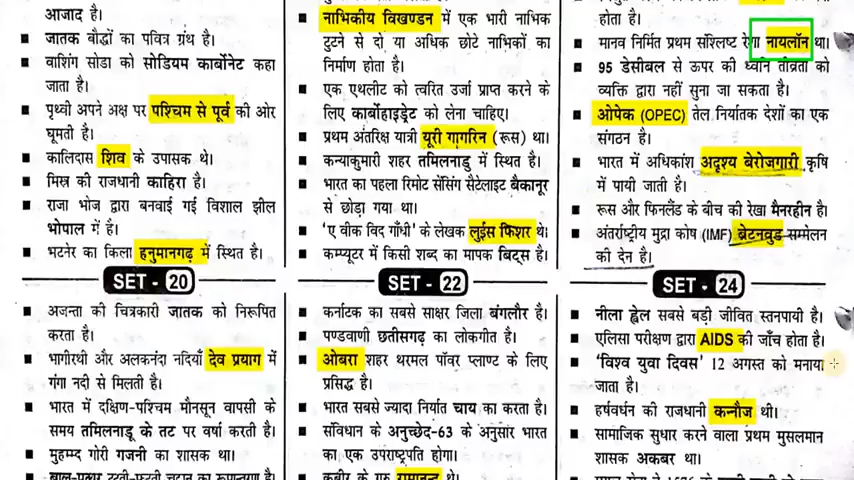 आजाद है।
जातक बौद्धों का पवित्र ग्रंथ है।
वाशिंग सोडा को सोडियम कार्बोनेट कहा
जाता है।
पृथ्वी अपने अक्ष पर पश्चिम से पूर्व की ओर
घूमती है।
कालिदास शिव के उपासक थे।
मिस्र की राजधानी काहिरा है।
राजा भोज द्वारा बनवाई गई विशाल झील
भोपाल में है।
भटनेर का किला हनुमानगढ़ में स्थित है।
SET - 20
अजन्ता की चित्रकारी जातक को निरूपित
करता है।
भागीरथी और अलकनंदा नदियाँ देव प्रयाग में
गंगा नदी से मिलती है।
भारत में दक्षिण-पश्चिम मौनसून वापसी के
समय तमिलनाडू के तट पर वर्षा करती है।
मुहम्मद गोरी गजनी का शासक था।
नाभिकीय विखण्डन में एक भारी नाभिक
टुटने से दो या अधिक छोटे नाभिकों का
निर्माण होता है।
एक एथलीट को त्वरित उर्जा प्राप्त करने के
लिए कार्बोहाइड्रेट को लेना चाहिए।
प्रथम अंतरिक्ष यात्री यूरी गागरिन (रूस) था।
कन्याकुमारी शहर तमिलनाडु में स्थित है।
भारत का पहला रिमोट सेंसिंग सैटेलाइट बैकानूर
से छोड़ा गया था।
'ए वीक विद गाँधी' के लेखक लुईस फिशर थे।
कम्प्यूटर में किसी शब्द का मापक बिट्स है।
SET - 22
कर्नाटक का सबसे साक्षर जिला बंगलौर है।
पण्डवाणी छतीसगढ़ का लोकगीत है।
ओबरा शहर थरमल पॉवर प्लाण्ट के लिए
प्रसिद्ध है।
भारत सबसे ज्यादा निर्यात चाय का करता है।
संविधान के अनुच्छेद-63 के अनुसार भारत
का एक उपराष्ट्रपति होगा।
कबीर के गुरु रामानन्द थे।
होता है।
मानव निर्मित प्रथम संश्लिष्ट रेशा नायलॉन था।
95 डेसीबल से ऊपर की ध्वनि तीव्रता को
व्यक्ति द्वारा नहीं सुना जा सकता है।
ओपेक (OPEC) तेल निर्यातक देशों का एक
संगठन है।
भारत में अधिकांश अदृश्य बेरोजगारी कृषि
में पायी जाती है।
रूस और फिनलैंड के बीच की रेखा मैनरहीन है।
अंतर्राष्ट्रीय मुद्रा कोष (IMF) ब्रेटनवुड सम्मेलन
की देन है।
SET - 24
नीला ह्वेल सबसे बड़ी जीवित स्तनपायी है।
एलिसा परीक्षण द्वारा AIDS की जाँच होता है।
'विश्व युवा दिवस' 12 अगस्त को मनाया
जाता है।
हर्षवर्धन की राजधानी कन्नौज थी।
सामाजिक सुधार करने वाला प्रथम मुसलमान
शासक अकबर था।